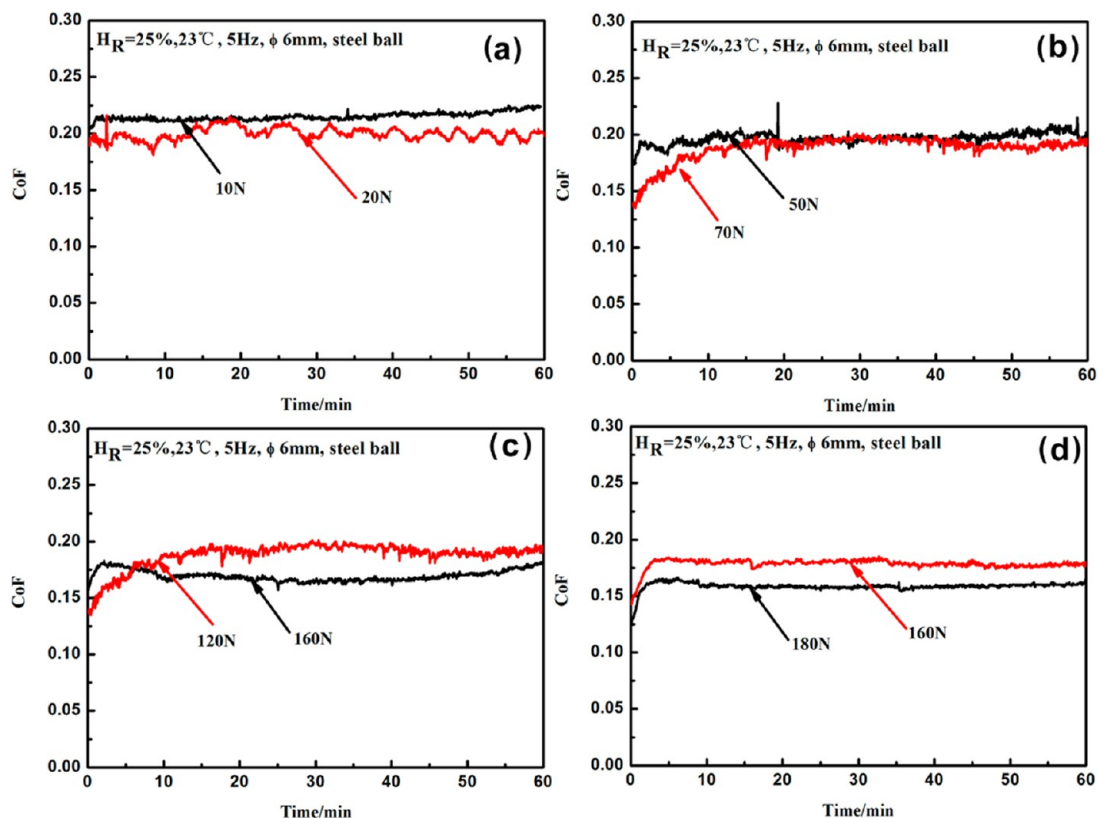 0.30
H_R=25%,23℃, 5Hz, ϕ 6mm, steel ball
(a)
0.25
0.20
0.15
0.10
0.05
0.00
CoF
10N
20N
0 10 20 30 40 50 60
Time/min
0.30
H_R=25%,23℃, 5Hz, ϕ 6mm, steel ball
(b)
0.25
0.20
0.15
0.10
0.05
0.00
CoF
50N
70N
0 10 20 30 40 50 60
Time/min
0.30
H_R=25%,23℃, 5Hz, ϕ 6mm, steel ball
(c)
0.25
0.20
0.15
0.10
0.05
0.00
CoF
120N
160N
0 10 20 30 40 50 60
Time/min
0.30
H_R=25%,23℃, 5Hz, ϕ 6mm, steel ball
(d)
0.25
0.20
0.15
0.10
0.05
0.00
CoF
180N
160N
0 10 20 30 40 50 60
Time/min